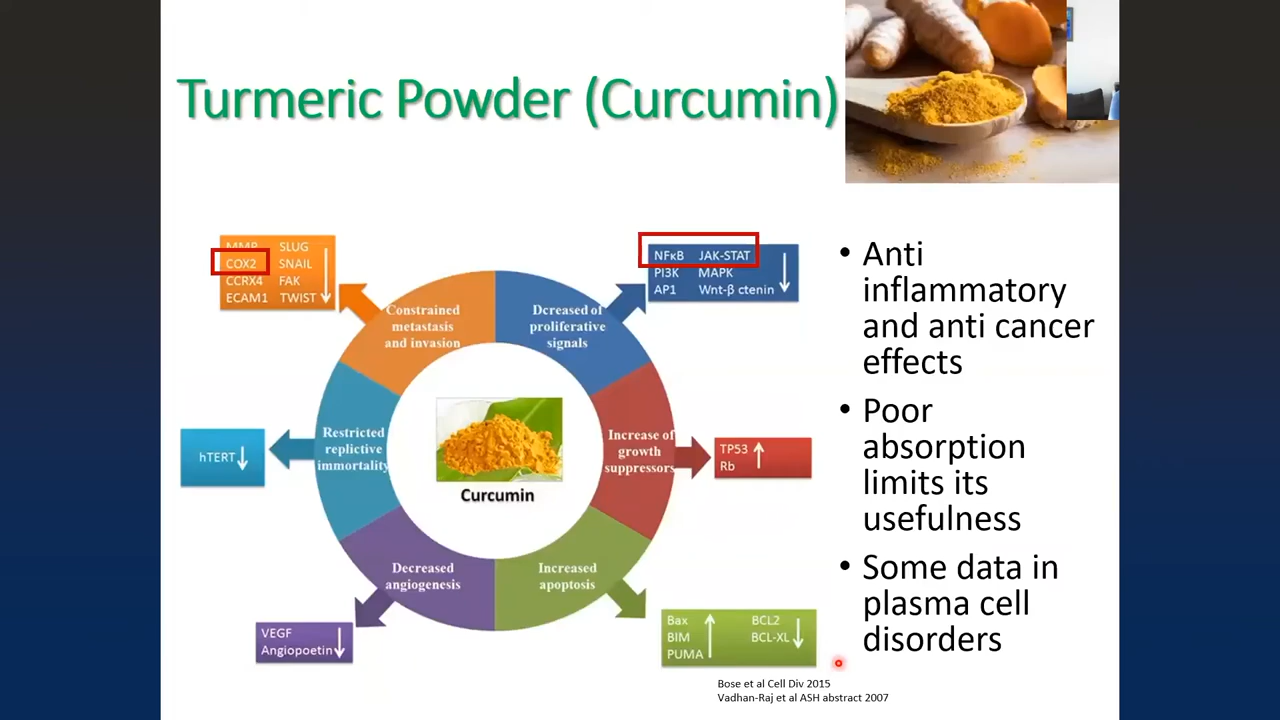 Turmeric Powder (Curcumin)
MMP SLUG
COX2 SNAIL
CCRX4 FAK
ECAM1 TWIST
NFκB JAK-STAT
PI3K MAPK
AP1 Wnt-β ctenin
Constrained
metastasis
and invasion
Dcreased of
proliferative
signals
Restricted
replictive
immortality
hTERT
Increase of
growth
suppressors
TP53
Rb
Curcumin
Decreased
angiogenesis
Increased
apoptosis
VEGF
Angiopoetin
Bax BCL2
BIM BCL-XL
PUMA
• Anti
inflammatory
and anti cancer
effects
• Poor
absorption
limits its
usefulness
• Some data in
plasma cell
disorders
Bose et al Cell Div 2015
Vadhan-Raj et al ASH abstract 2007